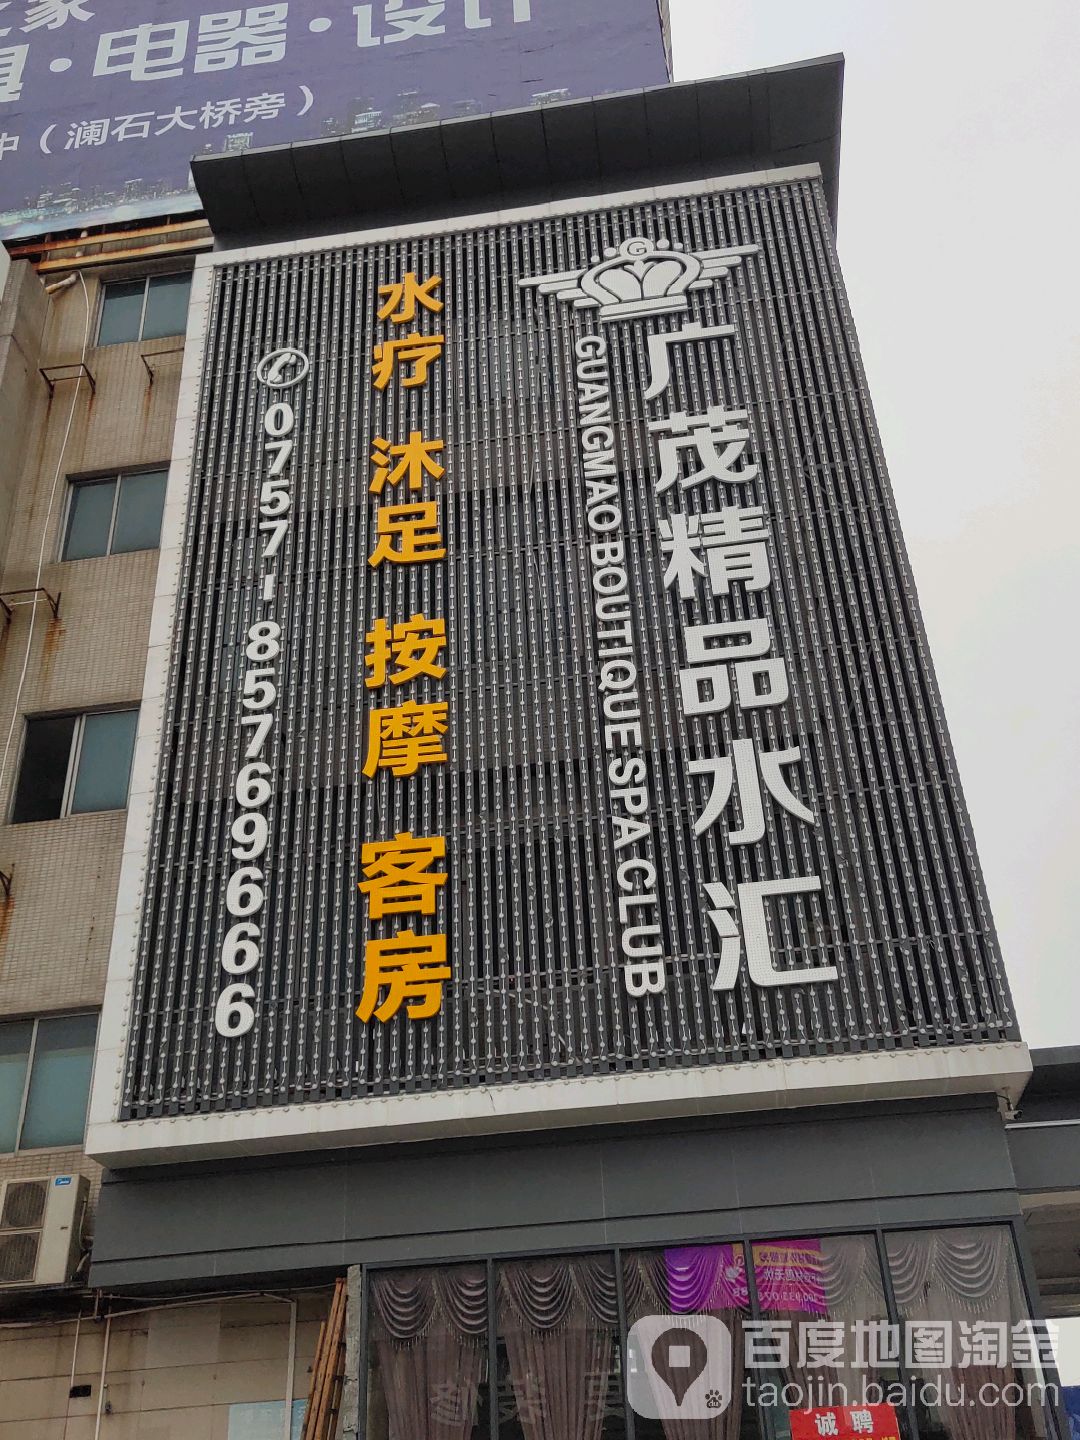 具·电器·设计
中（澜石大桥旁）
G
广茂精品水汇
GUANGMAO BOUTIQUE SPA CLUB
水疗 沐足 按摩 客房
0757-85769666
诚聘
百度地图淘金
taojin.baidu.com